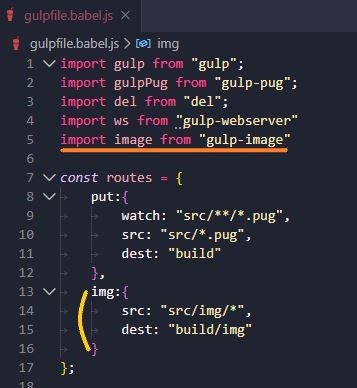 gulpfile.babel.js ×
gulpfile.babel.js > img
1 import gulp from "gulp";
2 import gulpPug from "gulp-pug";
3 import del from "del";
4 import ws from "gulp-webserver"
5 import image from "gulp-image"
6
7 const routes = {
8 put:{
9 watch: "src/**/*.pug",
10 src: "src/*.pug",
11 dest: "build"
12 },
13 img:{
14 src: "src/img/*",
15 dest: "build/img"
16 }
17 };